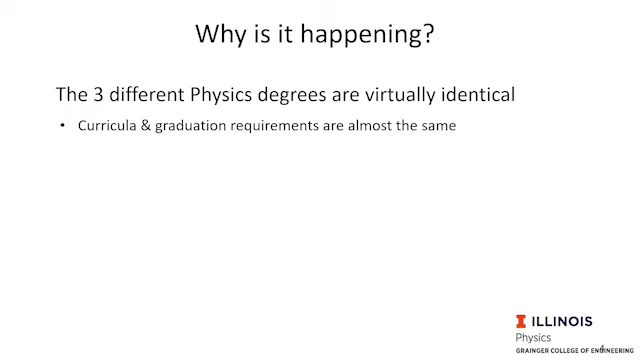 Why is it happening?
The 3 different Physics degrees are virtually identical
• Curricula & graduation requirements are almost the same
ILLINOIS
Physics
GRAINGER COLLEGE OF ENGINEERING
4